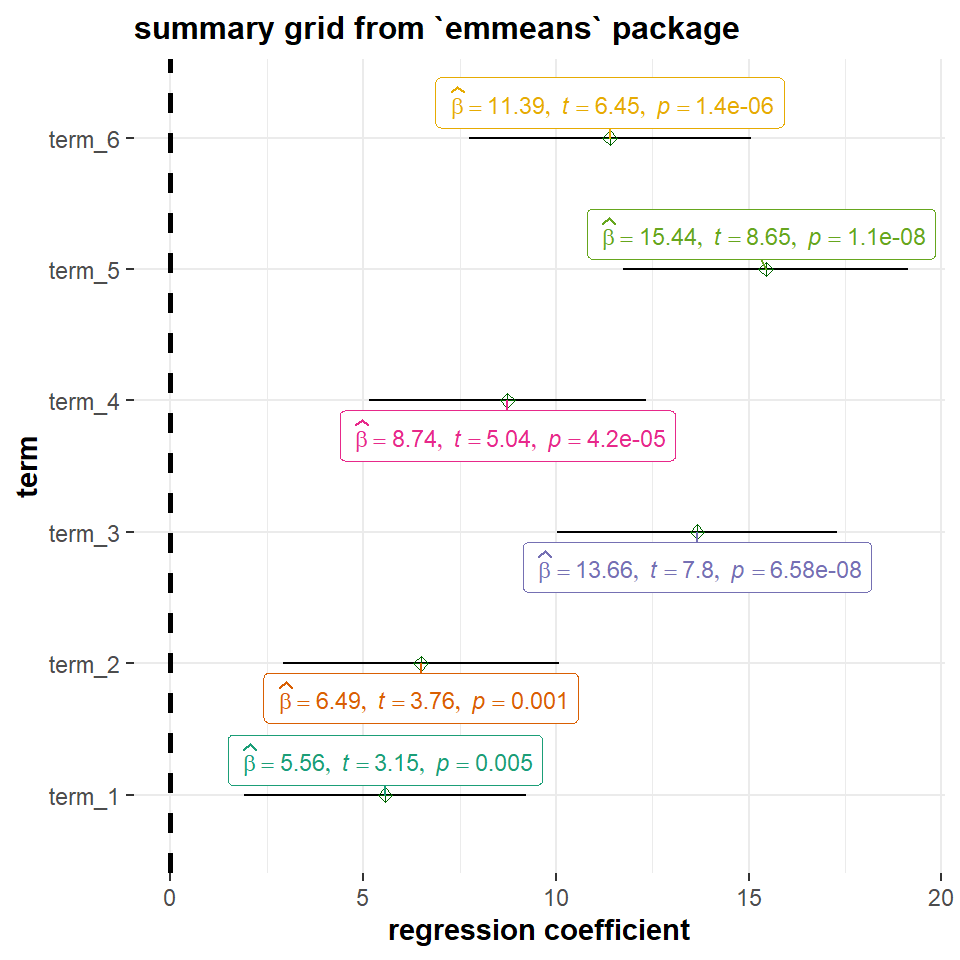 summary grid from `emmeans` package
term_6
β̂ = 11.39, t = 6.45, p = 1.4e-06
term_5
β̂ = 15.44, t = 8.65, p = 1.1e-08
term_4
β̂ = 8.74, t = 5.04, p = 4.2e-05
term_3
β̂ = 13.66, t = 7.8, p = 6.58e-08
term_2
β̂ = 6.49, t = 3.76, p = 0.001
term_1
β̂ = 5.56, t = 3.15, p = 0.005
term
0 5 10 15 20
regression coefficient